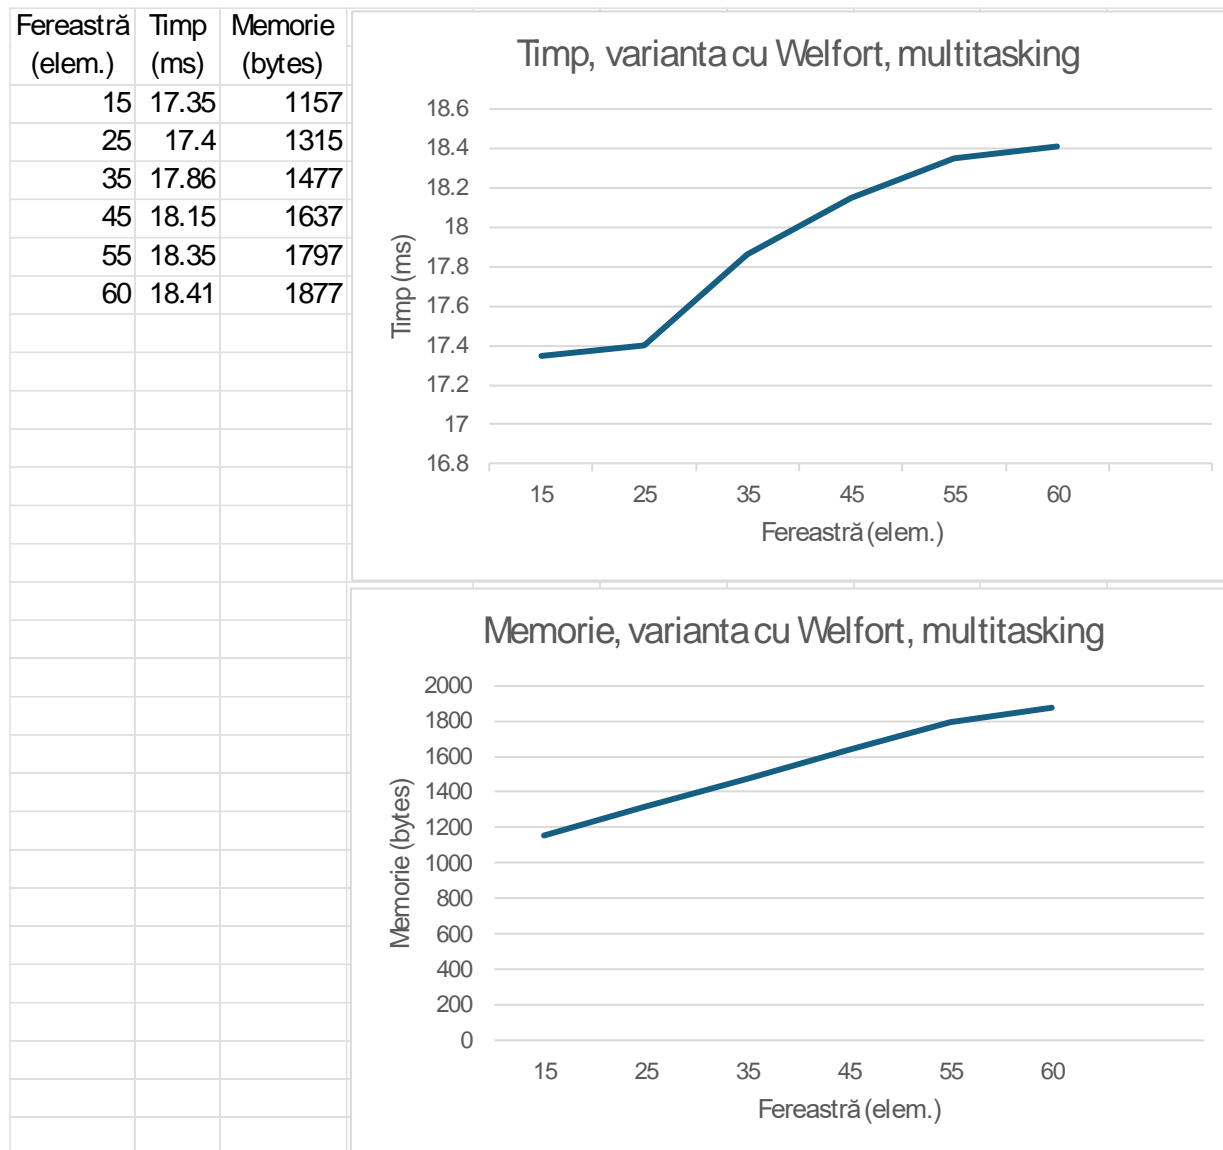 Fereastră Timp Memorie
(elem.) (ms) (bytes)
15 17.35 1157
25 17.4 1315
35 17.86 1477
45 18.15 1637
55 18.35 1797
60 18.41 1877
Timp, varianta cu Welfort, multitasking
18.6
18.4
18.2
18
17.8
17.6
17.4
17.2
17
16.8
Timp (ms)
15 25 35 45 55 60
Fereastră (elem.)
Memorie, varianta cu Welfort, multitasking
2000
1800
1600
1400
1200
1000
800
600
400
200
0
Memorie (bytes)
15 25 35 45 55 60
Fereastră (elem.)